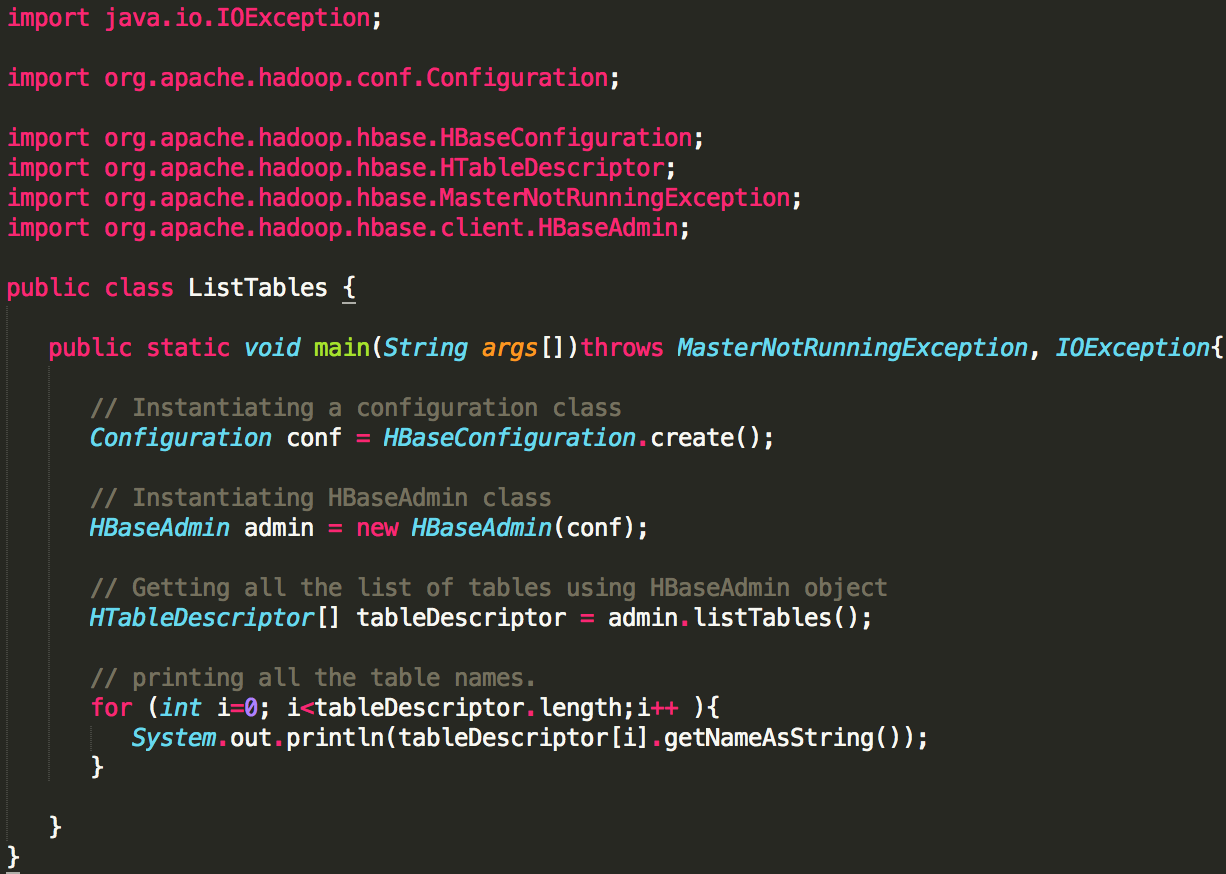 import java.io.IOException;
import org.apache.hadoop.conf.Configuration;
import org.apache.hadoop.hbase.HBaseConfiguration;
import org.apache.hadoop.hbase.HTableDescriptor;
import org.apache.hadoop.hbase.MasterNotRunningException;
import org.apache.hadoop.hbase.client.HBaseAdmin;
public class ListTables {
public static void main(String args[])throws MasterNotRunningException, IOException{
// Instantiating a configuration class
Configuration conf = HBaseConfiguration.create();
// Instantiating HBaseAdmin class
HBaseAdmin admin = new HBaseAdmin(conf);
// Getting all the list of tables using HBaseAdmin object
HTableDescriptor[] tableDescriptor = admin.listTables();
// printing all the table names.
for (int i=0; i<tableDescriptor.length;i++ ){
System.out.println(tableDescriptor[i].getNameAsString());
}
}
}